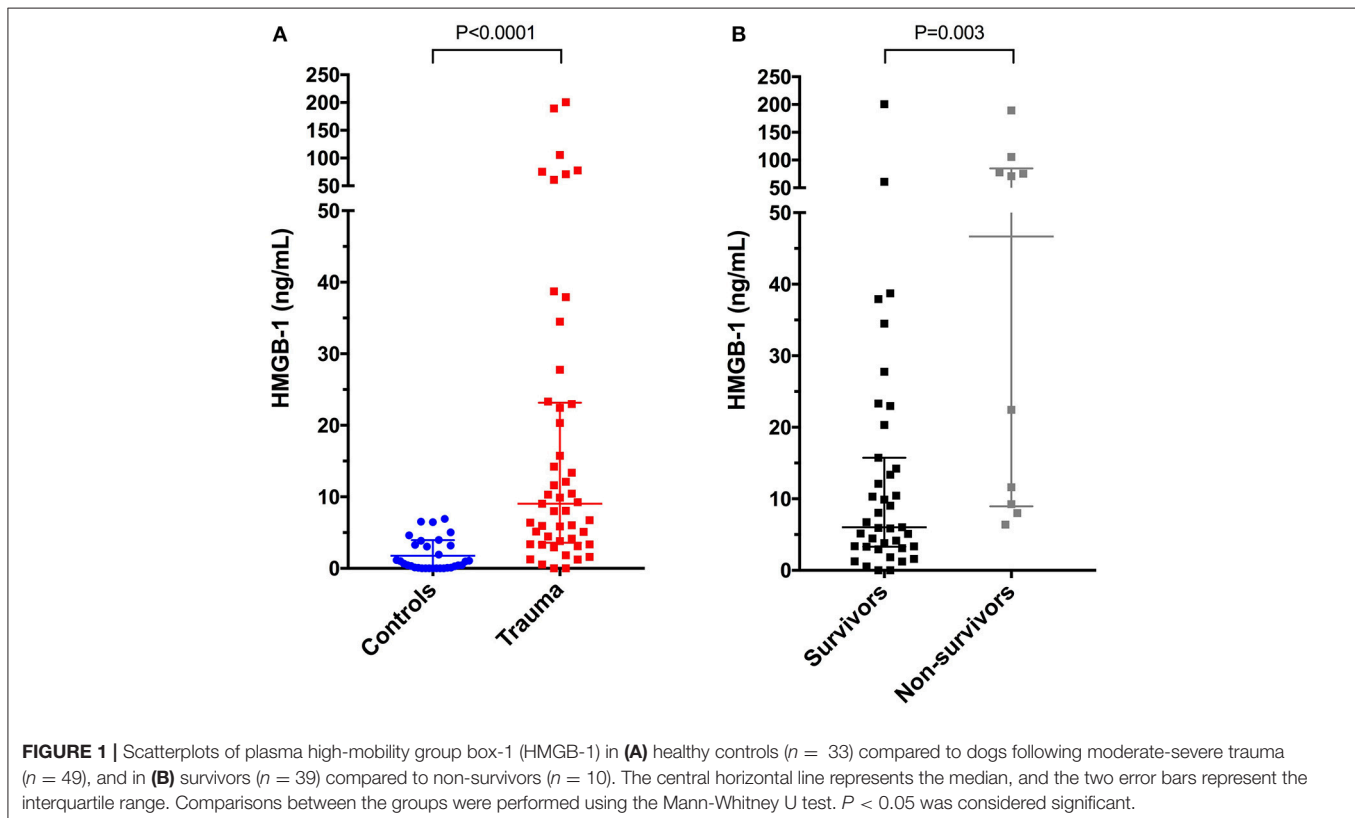 A
P<0.0001
250
200
150
100
50
50
40
30
20
10
0
HMGB-1 (ng/mL)
Controls
Trauma
B
P=0.003
250
200
150
100
50
50
40
30
20
10
0
HMGB-1 (ng/mL)
Survivors
Non-survivors
FIGURE 1 | Scatterplots of plasma high-mobility group box-1 (HMGB-1) in (A) healthy controls (n = 33) compared to dogs following moderate-severe trauma
(n = 49), and in (B) survivors (n = 39) compared to non-survivors (n = 10). The central horizontal line represents the median, and the two error bars represent the
interquartile range. Comparisons between the groups were performed using the Mann-Whitney U test. P < 0.05 was considered significant.